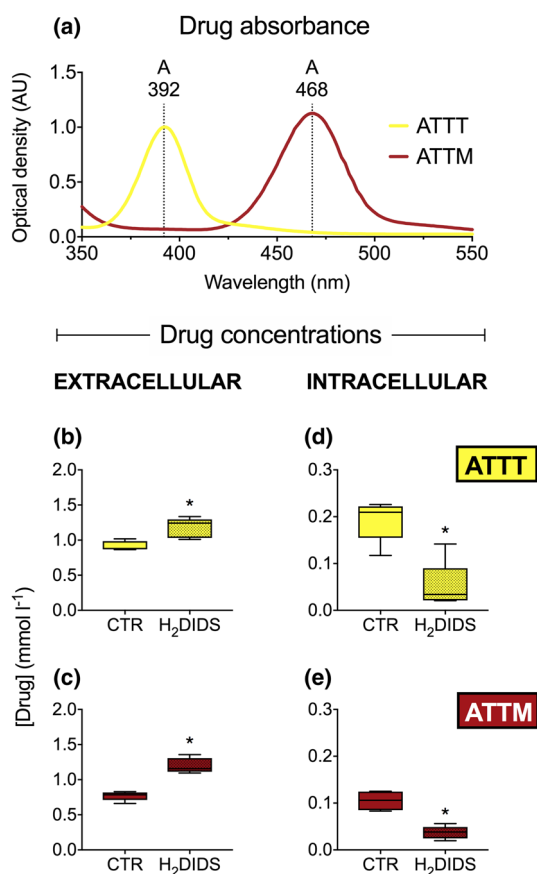 (a) Drug absorbance
A A
392 468
ATTT
ATTM
Optical density (AU)
1.5
1.0
0.5
0.0
350 400 450 500 550
Wavelength (nm)
Drug concentrations
EXTRACELLULAR INTRACELLULAR
[Drug] (mmol l-1)
(b)
2.0
1.5
1.0
0.5
0.0
*
CTR H2DIDS
(d)
ATTT
0.3
0.2
0.1
0.0
*
CTR H2DIDS
(c)
2.0
1.5
1.0
0.5
0.0
*
CTR H2DIDS
(e)
ATTM
0.3
0.2
0.1
0.0
*
CTR H2DIDS